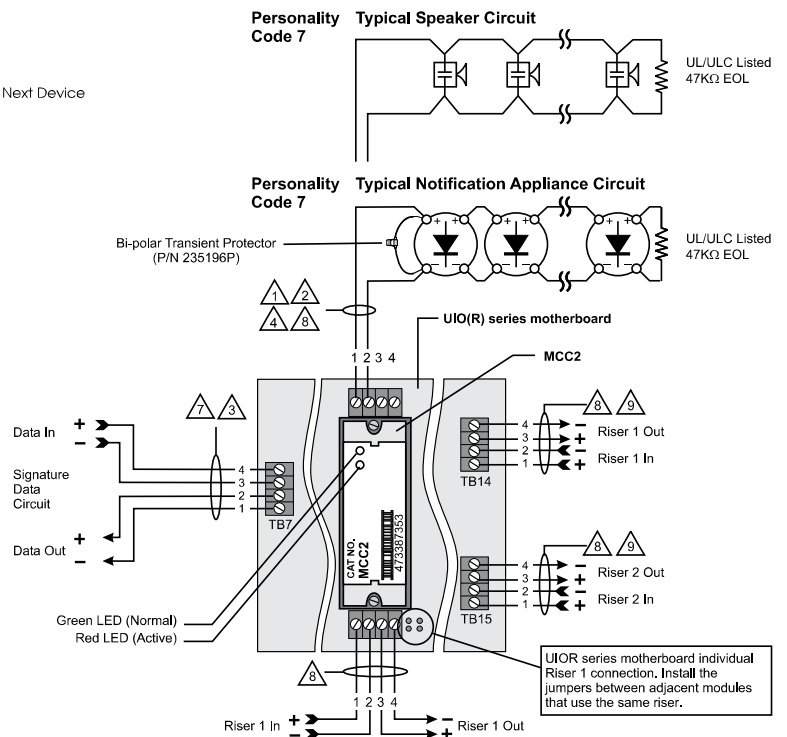 Personality Typical Speaker Circuit
Code 7
UL/ULC Listed
47KΩ EOL
Next Device
Personality Typical Notification Appliance Circuit
Code 7
+ + + + + +
- - - - - -
Bi-polar Transient Protector
(P/N 235196P)
UL/ULC Listed
47KΩ EOL
1 2
4 8
UIO(R) series motherboard
1 2 3 4
MCC2
7 3
8 9
Data In + -
4 - Riser 1 Out
3 +
2 - Riser 1 In
1 +
TB14
Signature
Data
Circuit
4
3
2
1
TB7
Data Out + -
CAT NO.
MCC2
473387353
8 9
4 - Riser 2 Out
3 +
2 - Riser 2 In
1 +
TB15
Green LED (Normal)
Red LED (Active)
8
UIOR series motherboard individual
Riser 1 connection. Install the
jumpers between adjacent modules
that use the same riser.
1 2 3 4
Riser 1 In + - - + Riser 1 Out